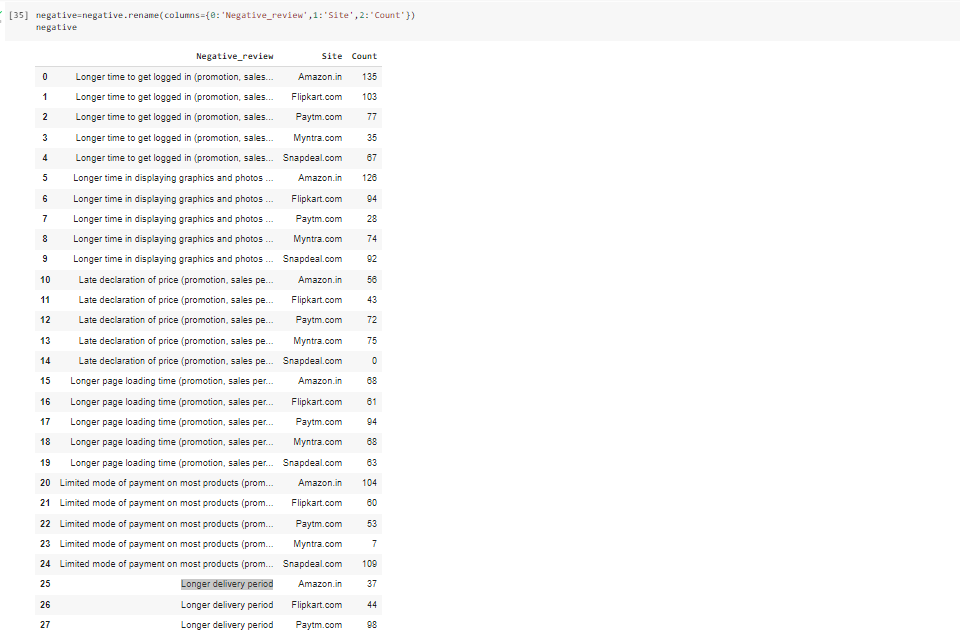 [35] negative=negative.rename(columns={0:'Negative_review',1:'Site',2:'Count'})
negative
Negative_review Site Count
0 Longer time to get logged in (promotion, sales... Amazon.in 135
1 Longer time to get logged in (promotion, sales... Flipkart.com 103
2 Longer time to get logged in (promotion, sales... Paytm.com 77
3 Longer time to get logged in (promotion, sales... Myntra.com 35
4 Longer time to get logged in (promotion, sales... Snapdeal.com 67
5 Longer time in displaying graphics and photos ... Amazon.in 126
6 Longer time in displaying graphics and photos ... Flipkart.com 94
7 Longer time in displaying graphics and photos ... Paytm.com 28
8 Longer time in displaying graphics and photos ... Myntra.com 74
9 Longer time in displaying graphics and photos ... Snapdeal.com 92
10 Late declaration of price (promotion, sales pe... Amazon.in 56
11 Late declaration of price (promotion, sales pe... Flipkart.com 43
12 Late declaration of price (promotion, sales pe... Paytm.com 72
13 Late declaration of price (promotion, sales pe... Myntra.com 75
14 Late declaration of price (promotion, sales pe... Snapdeal.com 0
15 Longer page loading time (promotion, sales per... Amazon.in 68
16 Longer page loading time (promotion, sales per... Flipkart.com 61
17 Longer page loading time (promotion, sales per... Paytm.com 94
18 Longer page loading time (promotion, sales per... Myntra.com 68
19 Longer page loading time (promotion, sales per... Snapdeal.com 63
20 Limited mode of payment on most products (prom... Amazon.in 104
21 Limited mode of payment on most products (prom... Flipkart.com 60
22 Limited mode of payment on most products (prom... Paytm.com 53
23 Limited mode of payment on most products (prom... Myntra.com 7
24 Limited mode of payment on most products (prom... Snapdeal.com 109
25 Longer delivery period Amazon.in 37
26 Longer delivery period Flipkart.com 44
27 Longer delivery period Paytm.com 98